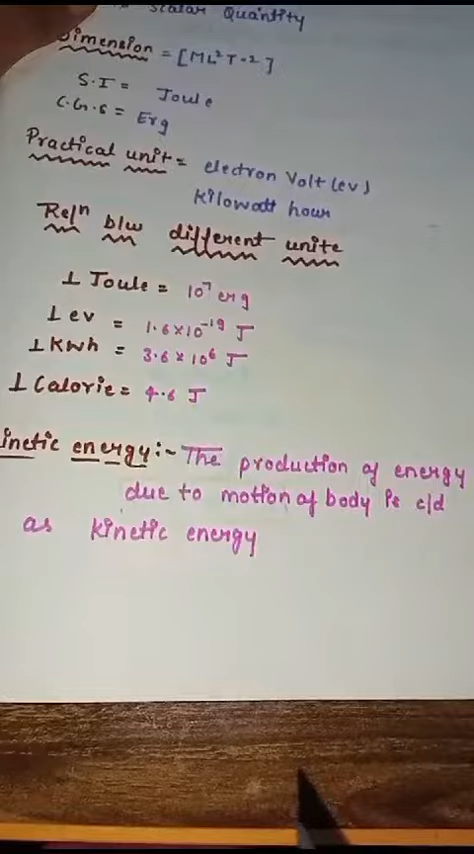 Scalar Quantity
Dimension = [ML²T-2]
S.I = Joule
C.G.S = Erg
Practical unit = electron Volt (ev)
Kilowatt hour
Rel^n b/w different unite
1 Joule = 10⁷ erg
1 ev = 1.6×10⁻¹⁹ J
1 Kwh = 3.6 × 10⁶ J
1 Calorie = 4.6 J
inetic energy:- The production of energy
due to motion of body is c/d
as kinetic energy